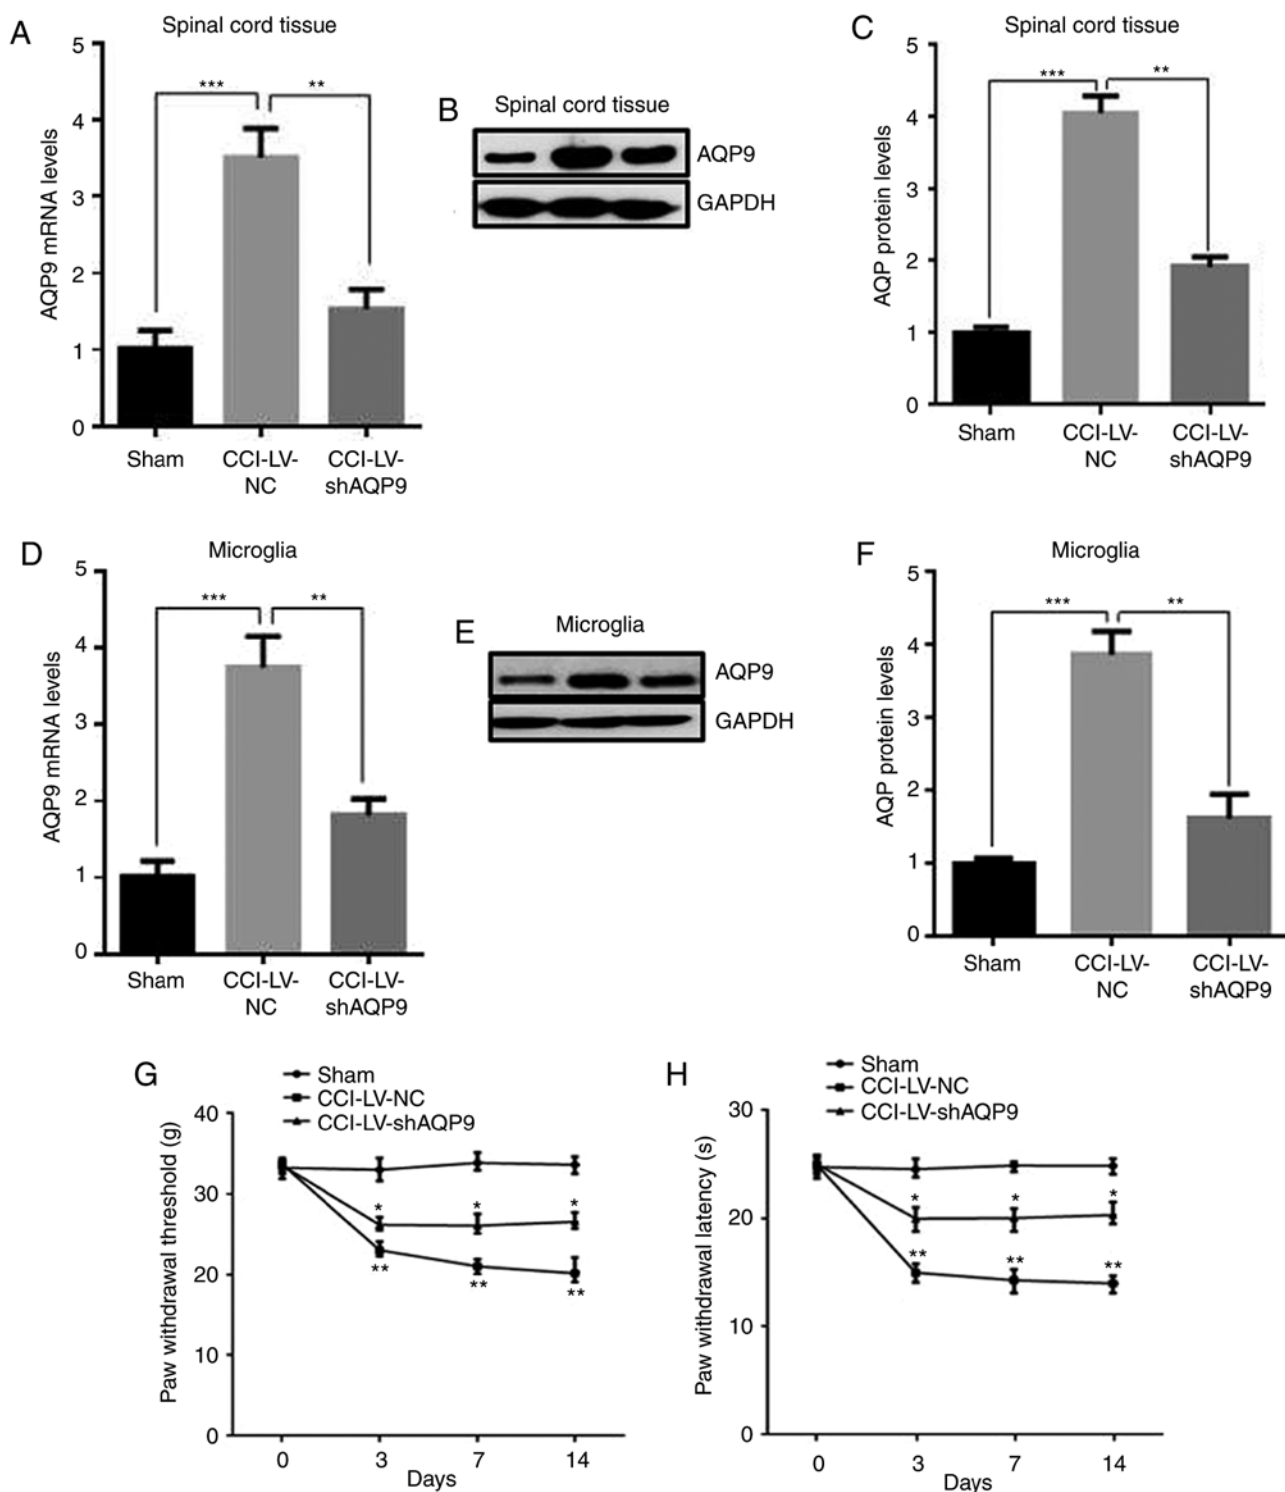 A
Spinal cord tissue
5
4
3
2
1
0
AQP9 mRNA levels
***
**
Sham
CCI-LV-
NC
CCI-LV-
shAQP9
B
Spinal cord tissue
AQP9
GAPDH
C
Spinal cord tissue
5
4
3
2
1
0
AQP protein levels
***
**
Sham
CCI-LV-
NC
CCI-LV-
shAQP9
D
Microglia
5
4
3
2
1
0
AQP9 mRNA levels
***
**
Sham
CCI-LV-
NC
CCI-LV-
shAQP9
E
Microglia
AQP9
GAPDH
F
Microglia
5
4
3
2
1
0
AQP protein levels
***
**
Sham
CCI-LV-
NC
CCI-LV-
shAQP9
G
Sham
CCI-LV-NC
CCI-LV-shAQP9
40
30
20
10
0
Paw withdrawal threshold (g)
* * *
** ** **
0 3 7 14
Days
H
Sham
CCI-LV-NC
CCI-LV-shAQP9
30
20
10
0
Paw withdrawal latency (s)
* * *
** ** **
0 3 7 14
Days